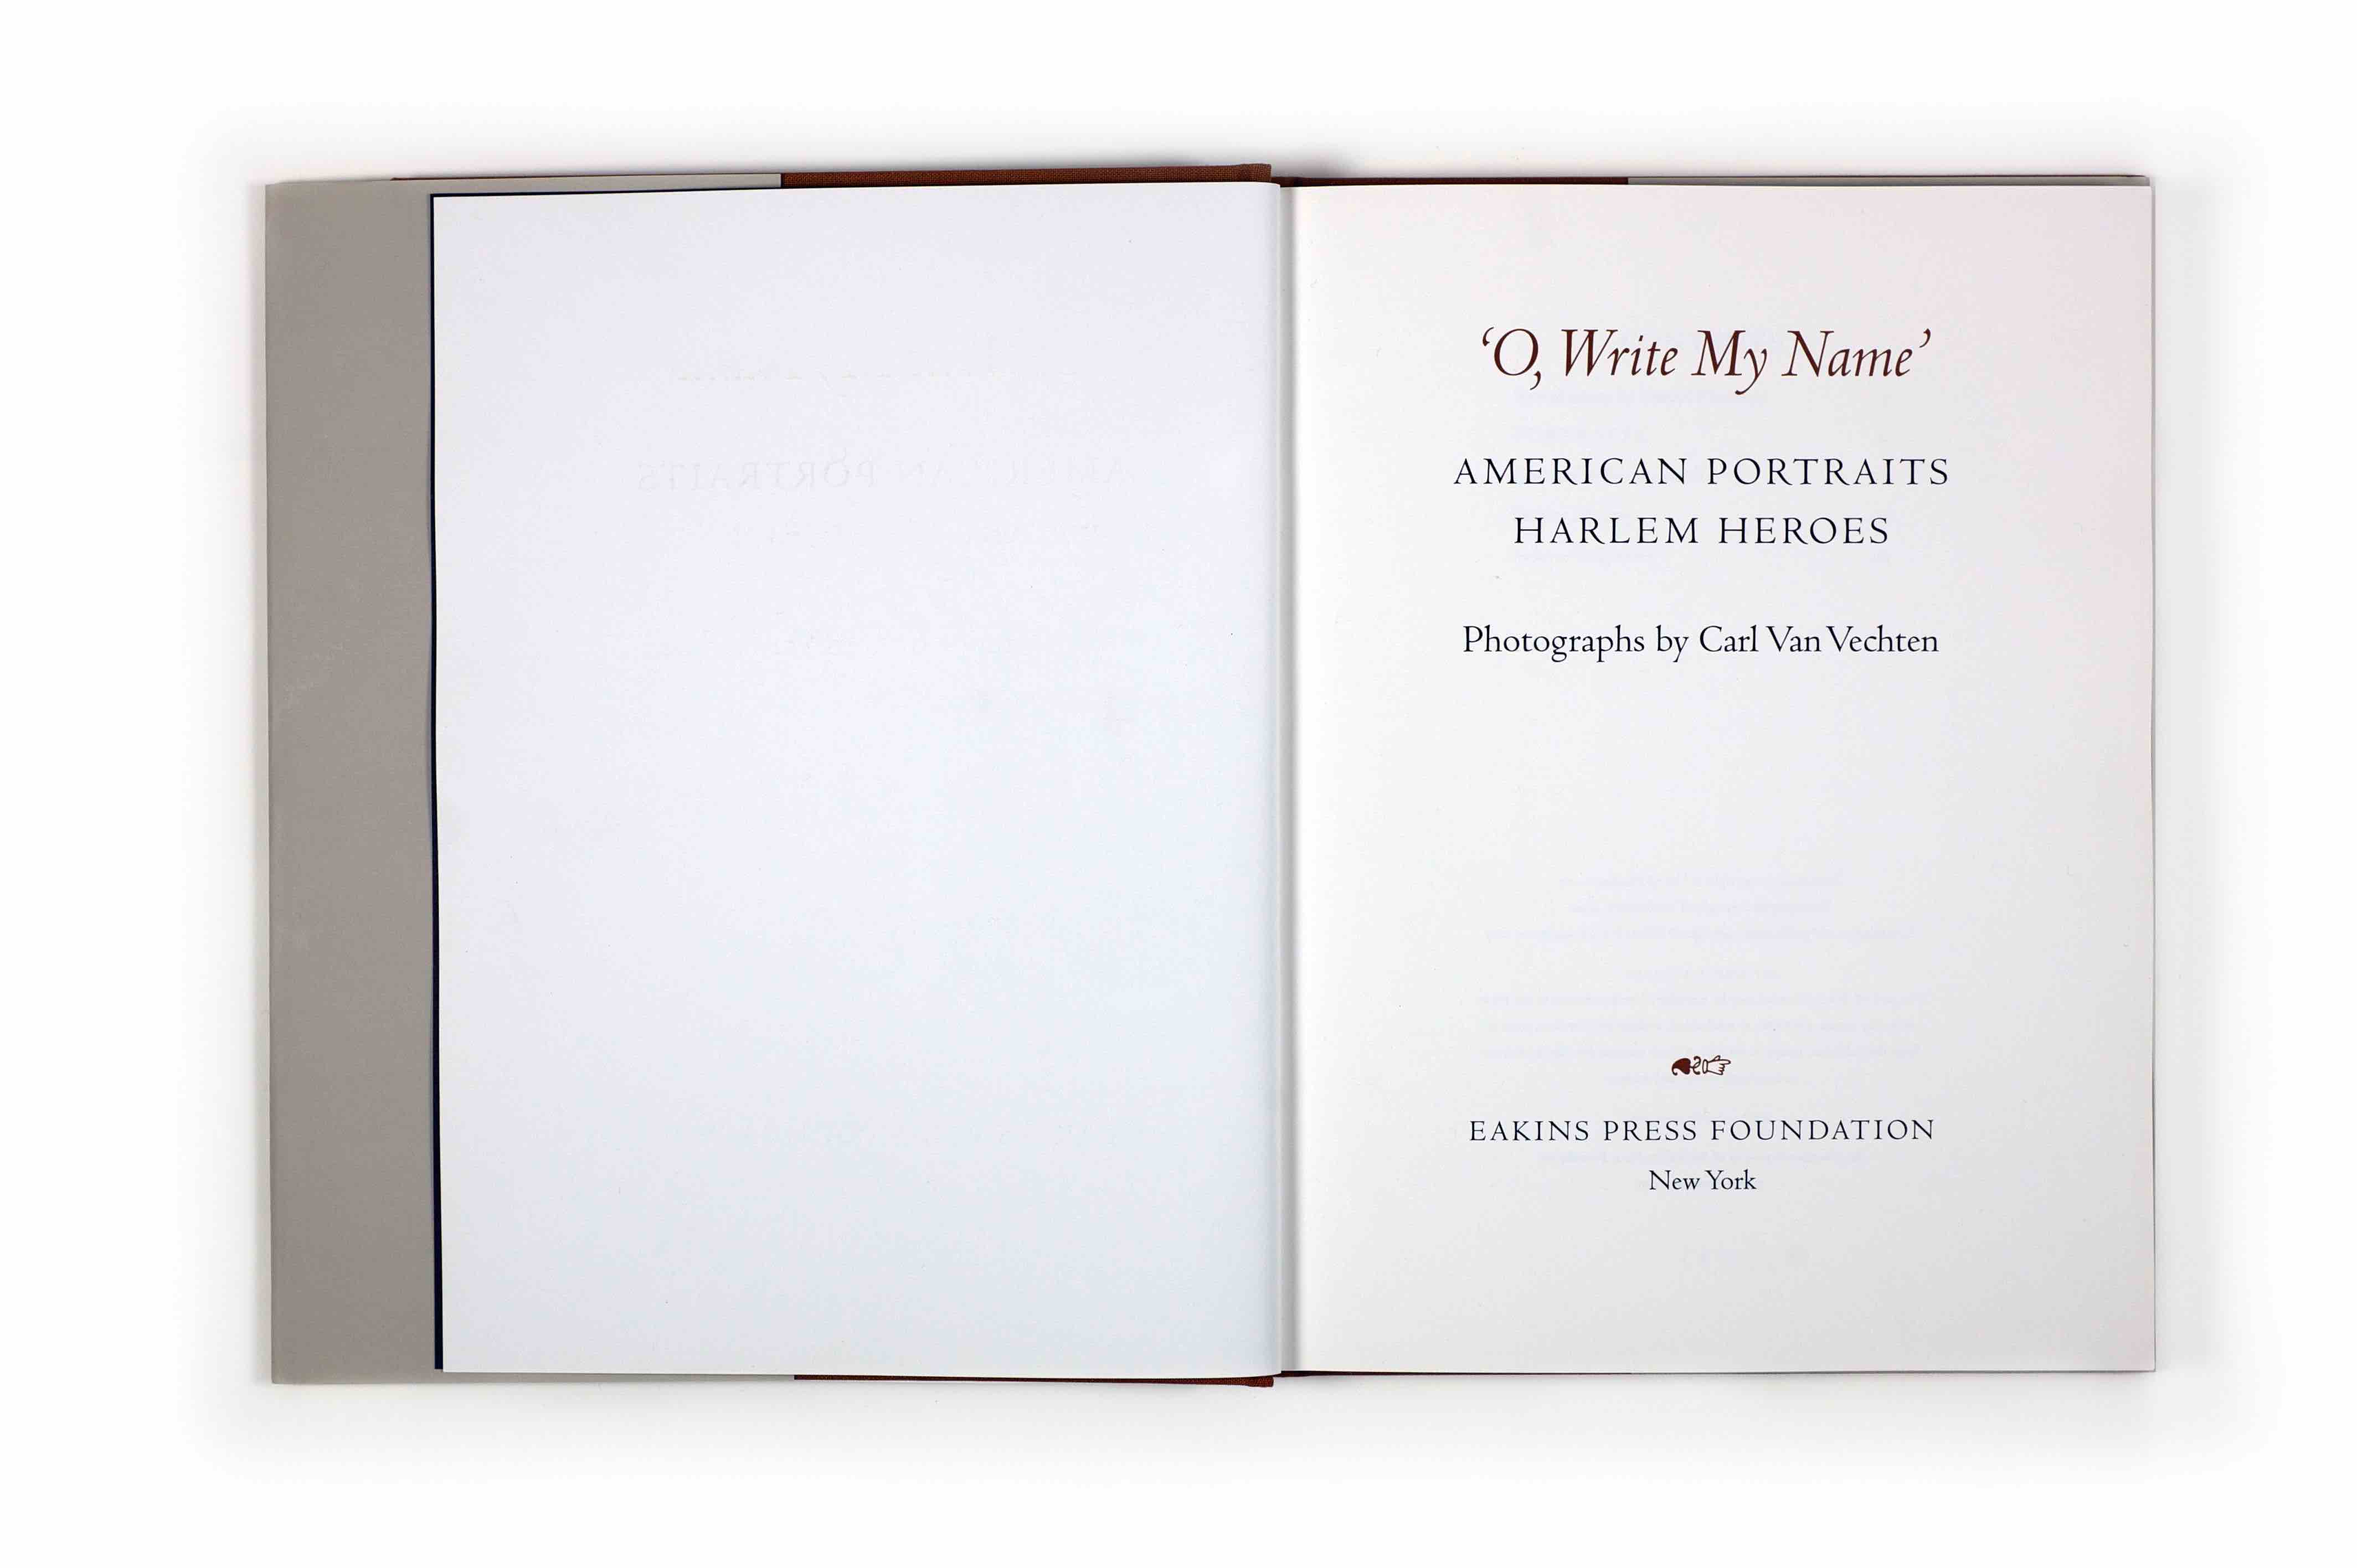 ‘O, Write My Name’
AMERICAN PORTRAITS
HARLEM HEROES
Photographs by Carl Van Vechten
EAKINS PRESS FOUNDATION
New York